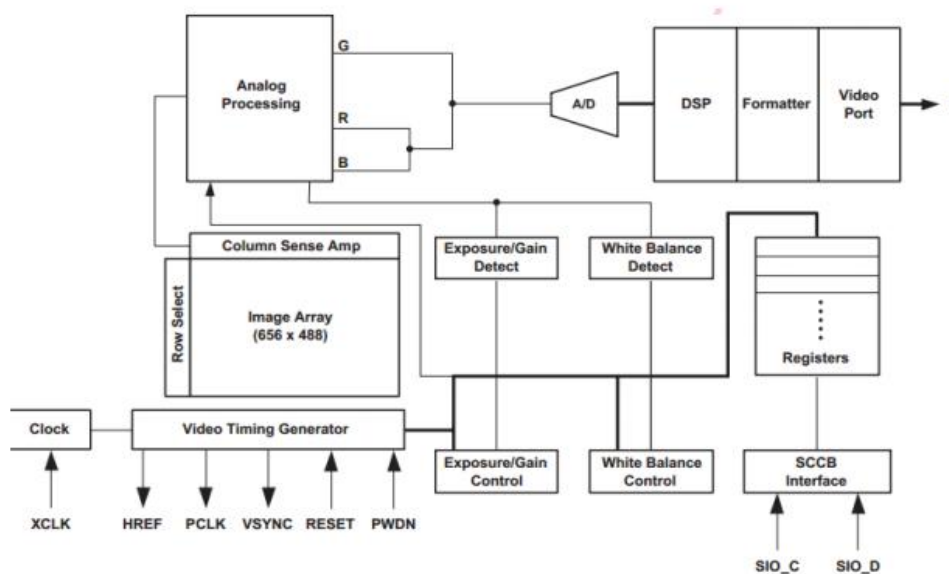 G
Analog
Processing
R
B
A/D
DSP
Formatter
Video
Port
Column Sense Amp
Row Select
Image Array
(656 x 488)
Exposure/Gain
Detect
White Balance
Detect
Registers
Clock
Video Timing Generator
Exposure/Gain
Control
White Balance
Control
SCCB
Interface
XCLK
HREF
PCLK
VSYNC
RESET
PWDN
SIO_C
SIO_D